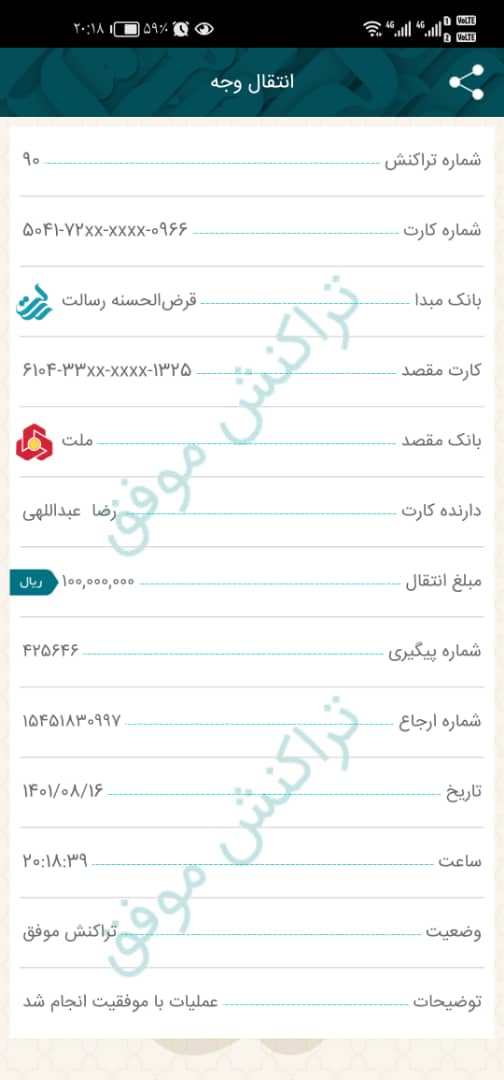 ۲۰:۱۸ ۵۹٪ 4G 4G 1 VoLTE 2 VoLTE
انتقال وجه
شماره تراکنش ۹۰
شماره کارت ۵۰۴۱-۷۲xx-xxxx-۰۹۶۶
بانک مبدا قرض‌الحسنه رسالت
کارت مقصد ۶۱۰۴-۳۳xx-xxxx-۱۳۲۵
بانک مقصد ملت
دارنده کارت رضا عبداللهی
مبلغ انتقال ۱۰۰,۰۰۰,۰۰۰ ریال
شماره پیگیری ۴۲۵۶۴۶
شماره ارجاع ۱۵۴۵۱۸۳۰۹۹۷
تاریخ ۱۴۰۱/۰۸/۱۶
ساعت ۲۰:۱۸:۳۹
وضعیت تراکنش موفق
توضیحات عملیات با موفقیت انجام شد
تراکنش موفق
تراکنش موفق